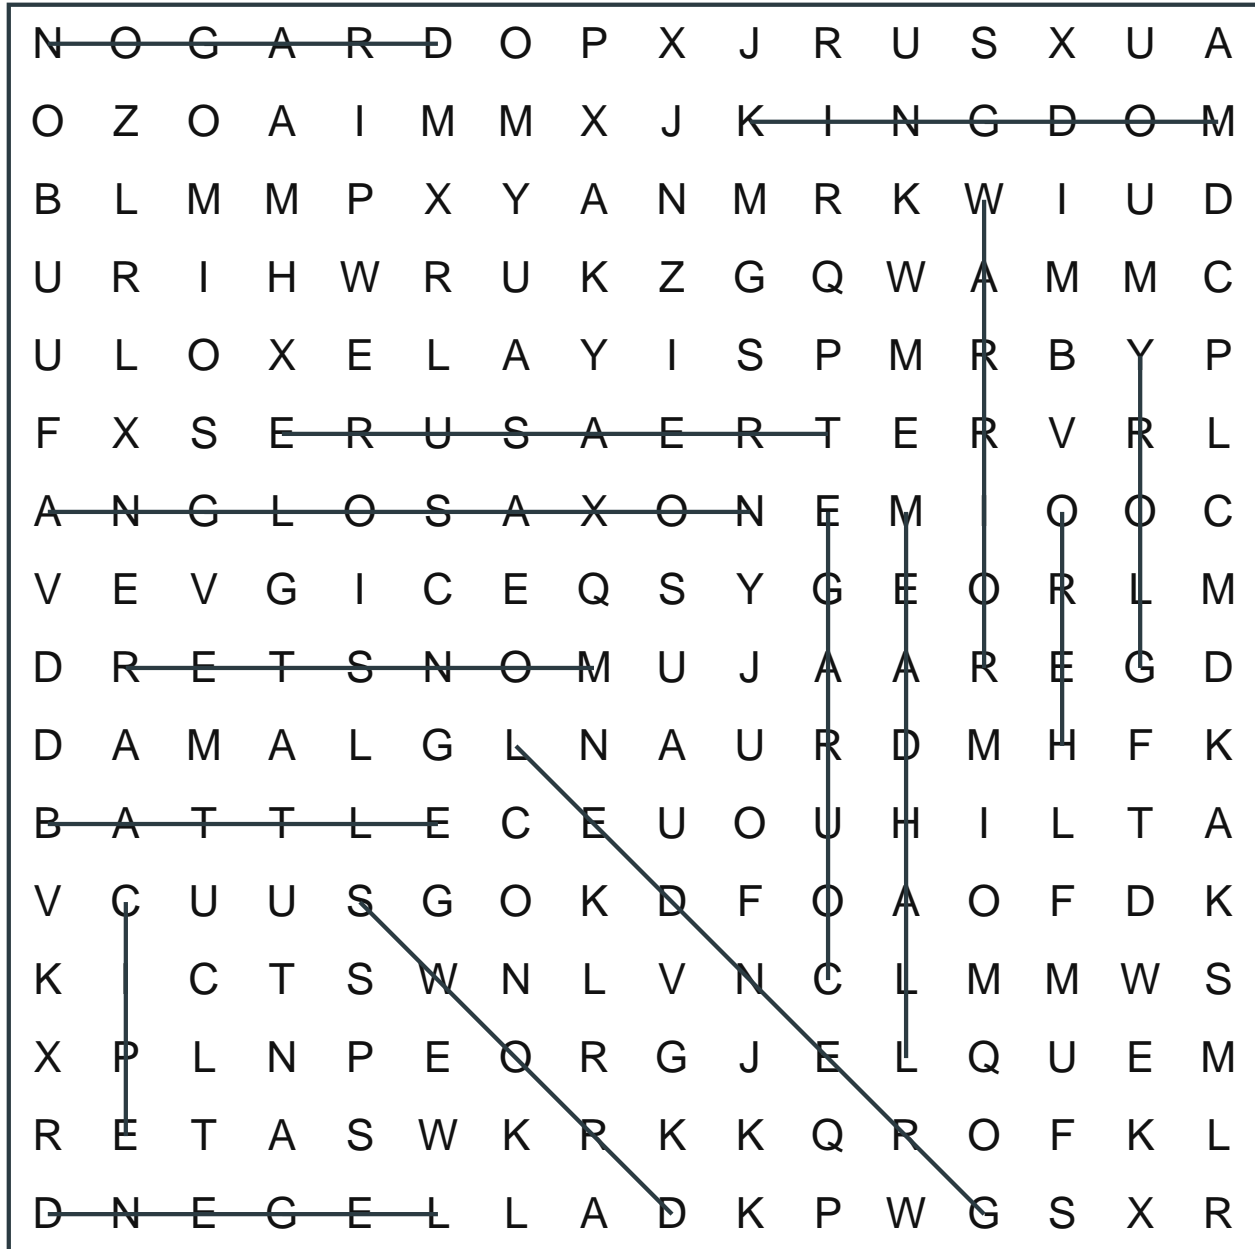 N O G A R D O P X J R U S X U A
O Z O A I M M X J K I N G D O M
B L M M P X Y A N M R K W I U D
U R I H W R U K Z G Q W A M M C
U L O X E L A Y I S P M R B Y P
F X S E R U S A E R T E R V R L
A N G L O S A X O N E M I O O C
V E V G I C E Q S Y G E O R L M
D R E T S N O M U J A A R E G D
D A M A L G L N A U R D M H F K
B A T T L E C E U O U H I L T A
V C U U S G O K D F O A O F D K
K I C T S W N L V N C L M M W S
X P L N P E O R G J E L Q U E M
R E T A S W K R K K Q R O F K L
D N E G E L L A D K P W G S X R